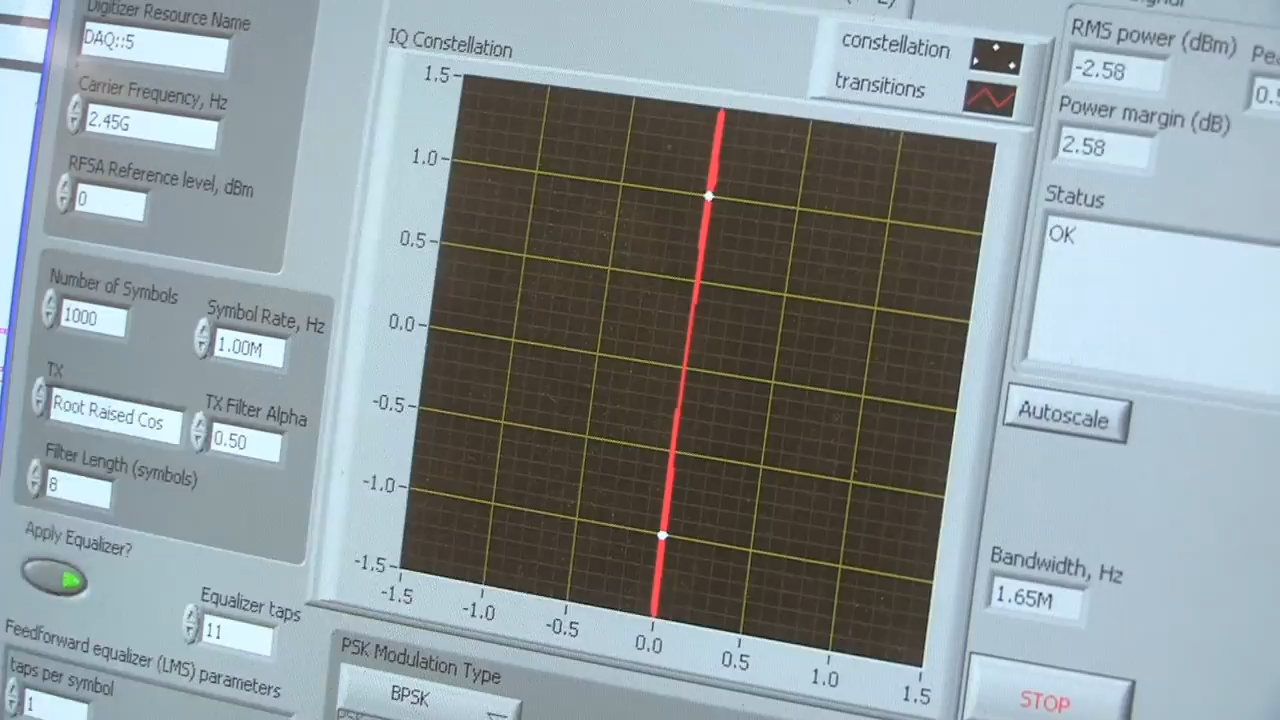 Digitizer Resource Name
DAQ::5
Carrier Frequency, Hz
2.45G
RFSA Reference level, dBm
0
Number of Symbols
1000
Symbol Rate, Hz
1.00M
TX
Root Raised Cos
TX Filter Alpha
0.50
Filter Length (symbols)
8
Apply Equalizer?
Equalizer taps
11
Feedforward equalizer (LMS) parameters
taps per symbol
1
IQ Constellation
constellation
transitions
1.5
1.0
0.5
0.0
-0.5
-1.0
-1.5
-1.5
-1.0
-0.5
0.0
0.5
1.0
1.5
PSK Modulation Type
BPSK
RMS power (dBm)
-2.58
Power margin (dB)
2.58
Status
OK
Autoscale
Bandwidth, Hz
1.65M
STOP